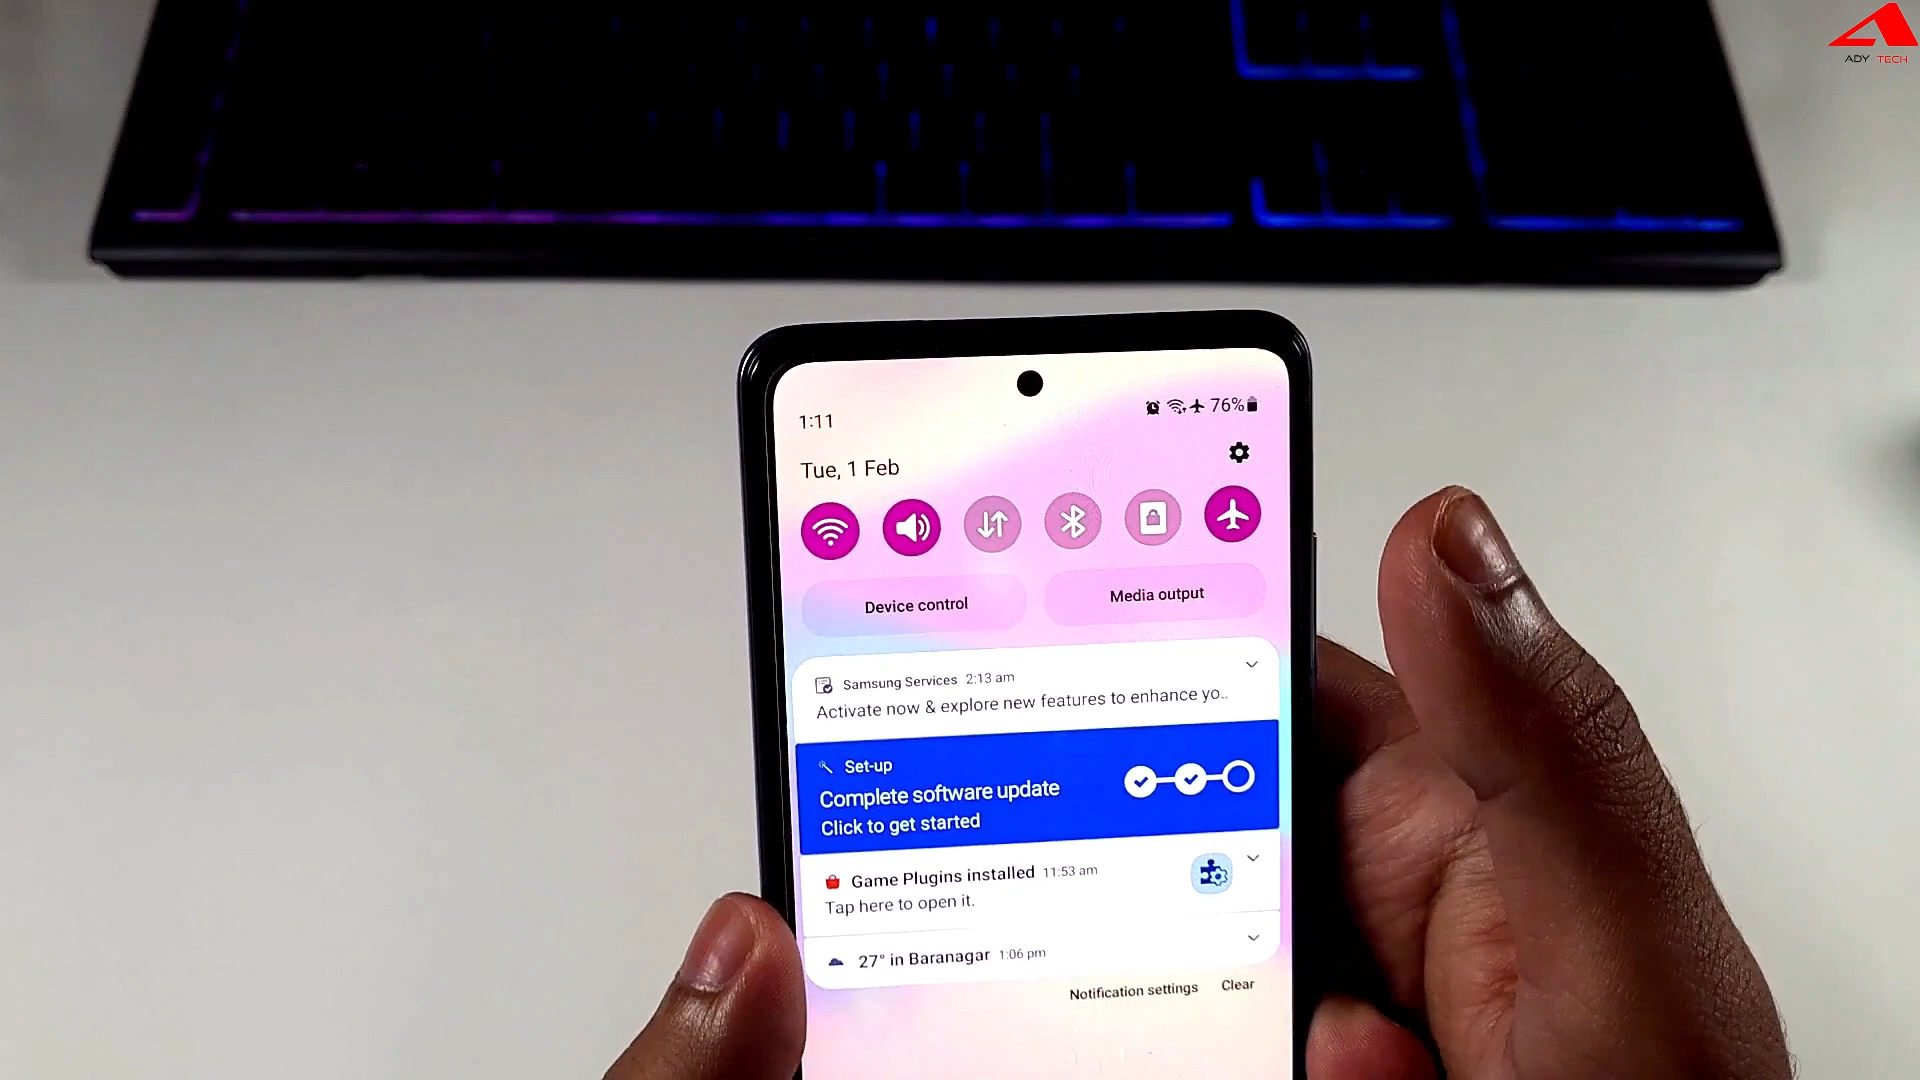 ADY TECH
1:11
76%
Tue, 1 Feb
Device control
Media output
Samsung Services 2:13 am
Activate now & explore new features to enhance yo..
Set-up
Complete software update
Click to get started
Game Plugins installed 11:53 am
Tap here to open it.
27° in Baranagar 1:06 pm
Notification settings
Clear